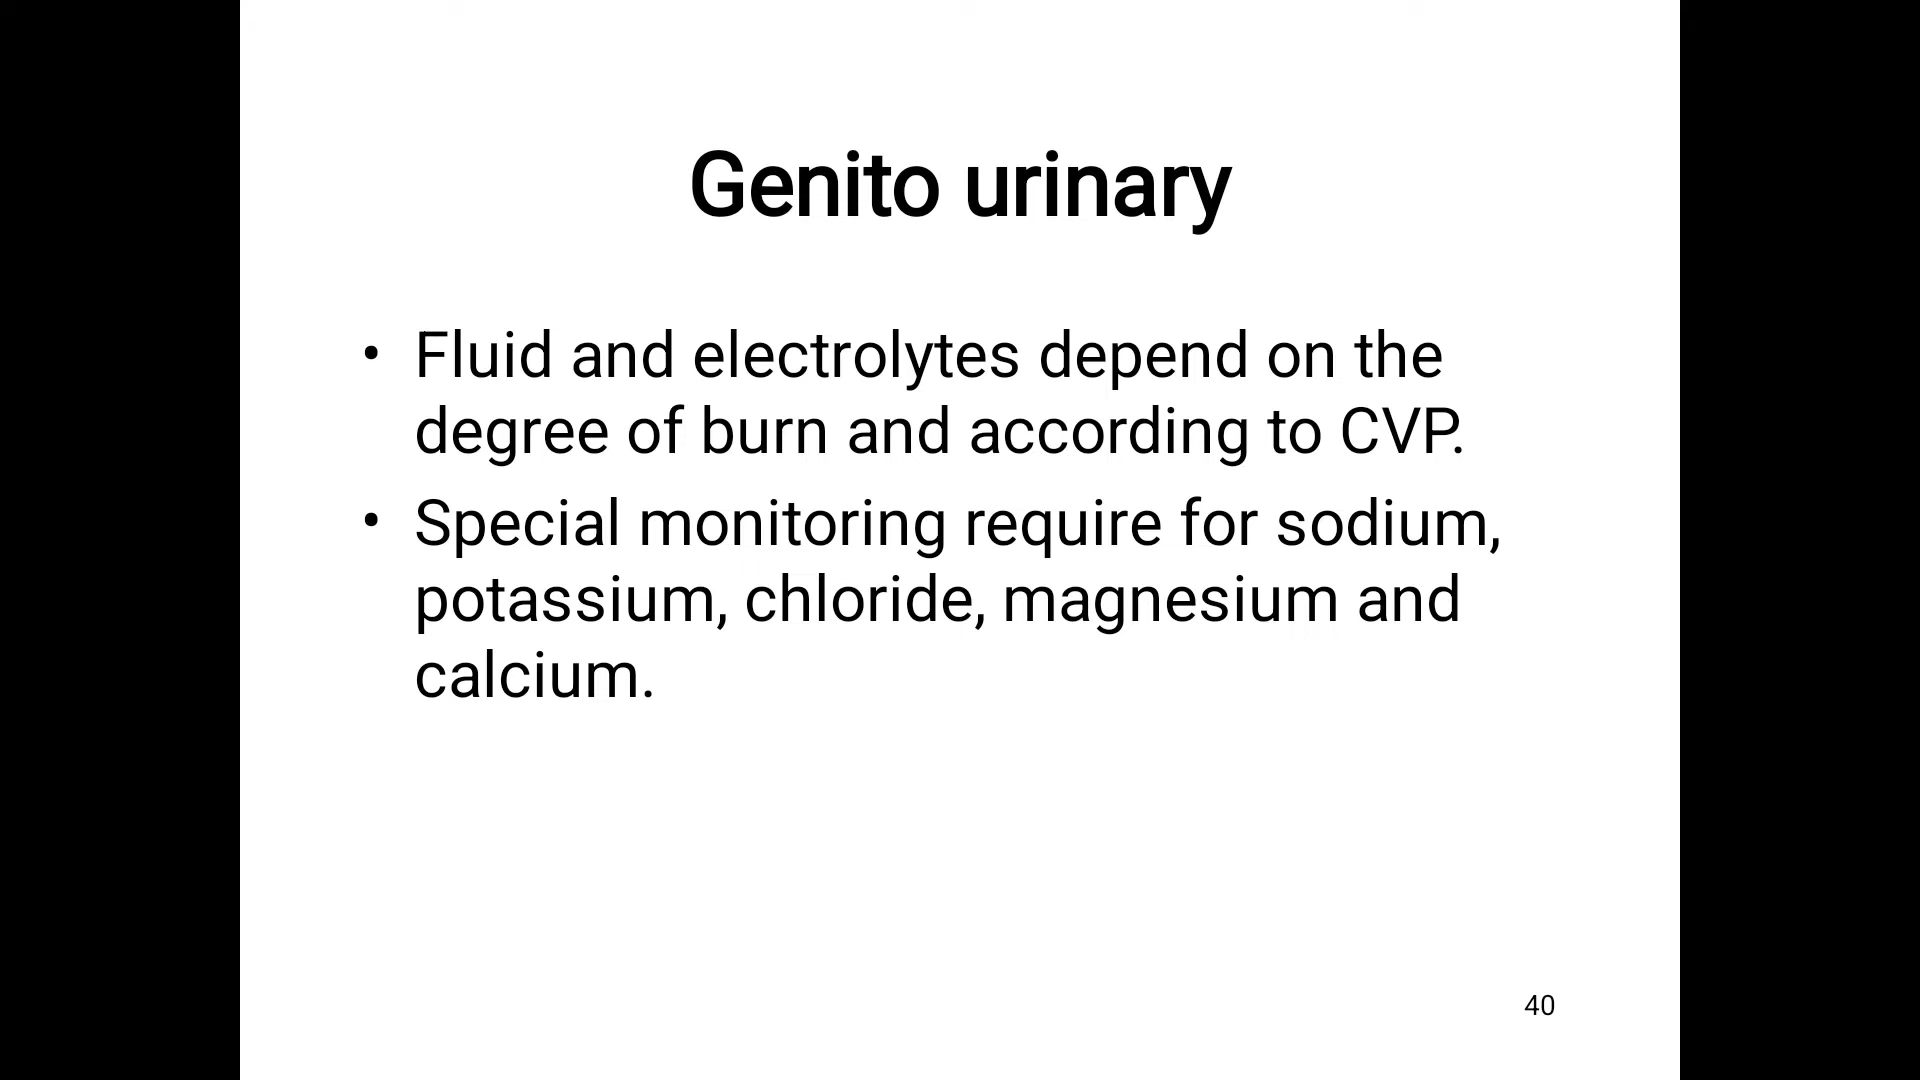 Genito urinary
• Fluid and electrolytes depend on the
degree of burn and according to CVP.
• Special monitoring require for sodium,
potassium, chloride, magnesium and
calcium.
40